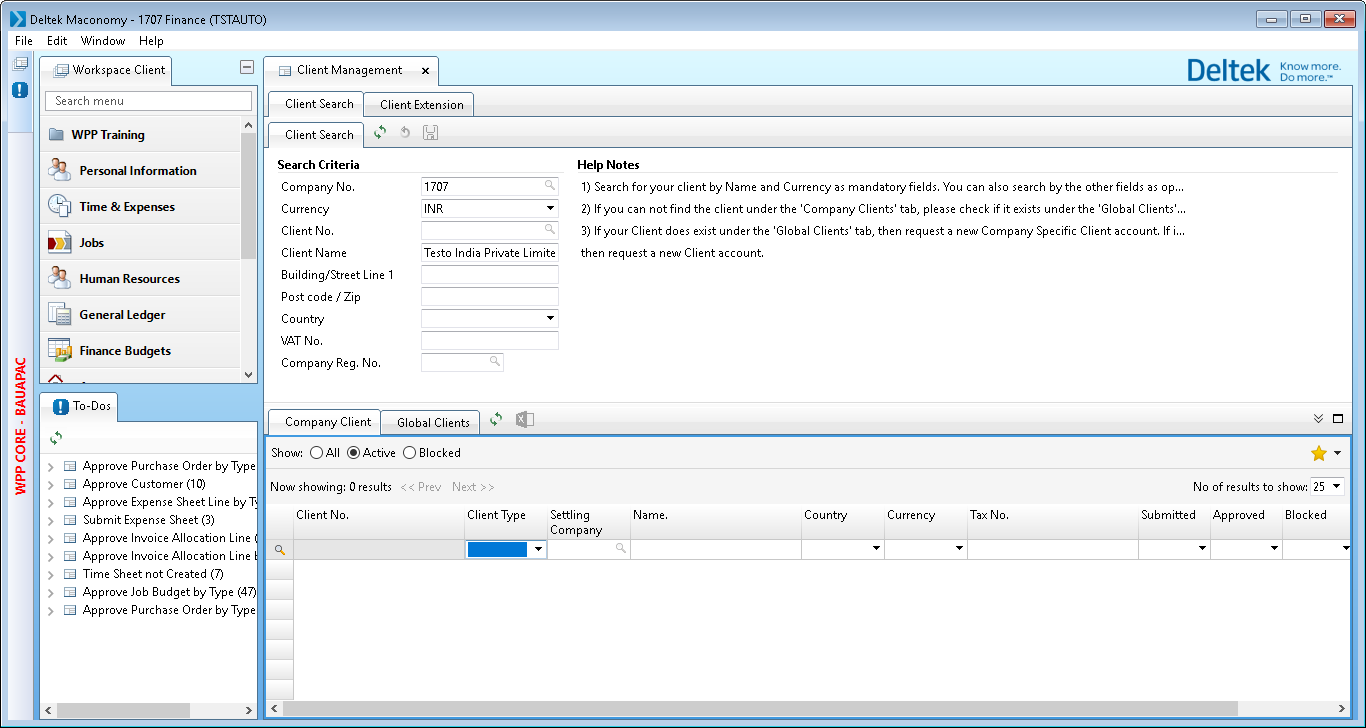 Deltek Maconomy - 1707 Finance (TSTAUTO)
File Edit Window Help
Workspace Client
Search menu
WPP Training
Personal Information
Time & Expenses
Jobs
Human Resources
General Ledger
Finance Budgets
WPP CORE - BAUAPAC
To-Dos
Approve Purchase Order by Type
Approve Customer (10)
Approve Expense Sheet Line by Ty
Submit Expense Sheet (3)
Approve Invoice Allocation Line (
Approve Invoice Allocation Line b
Time Sheet not Created (7)
Approve Job Budget by Type (47)
Approve Purchase Order by Type
Client Management
Deltek Know more. Do more.™
Client Search Client Extension
Client Search
Search Criteria
Company No. 1707
Currency INR
Client No.
Client Name Testo India Private Limite
Building/Street Line 1
Post code / Zip
Country
VAT No.
Company Reg. No.
Help Notes
1) Search for your client by Name and Currency as mandatory fields. You can also search by the other fields as op...
2) If you can not find the client under the 'Company Clients' tab, please check if it exists under the 'Global Clients'...
3) If your Client does exist under the 'Global Clients' tab, then request a new Company Specific Client account. If i...
then request a new Client account.
Company Client Global Clients
Show: All Active Blocked
Now showing: 0 results << Prev Next >> No of results to show: 25
Client No. Client Type Settling Company Name. Country Currency Tax No. Submitted Approved Blocked